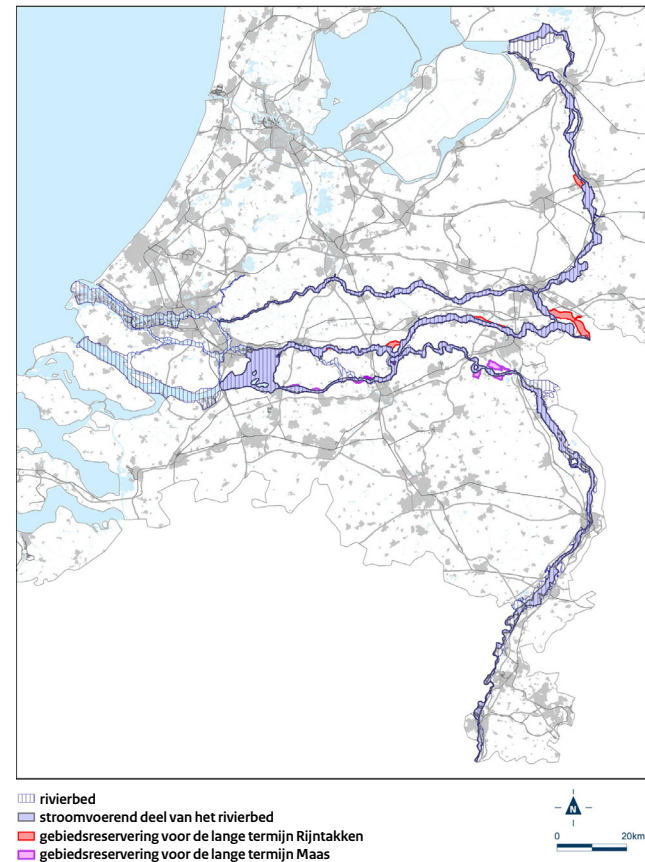 rivierbed
stroomvoerend deel van het rivierbed
gebiedsreservering voor de lange termijn Rijntakken
gebiedsreservering voor de lange termijn Maas
N
0 20km